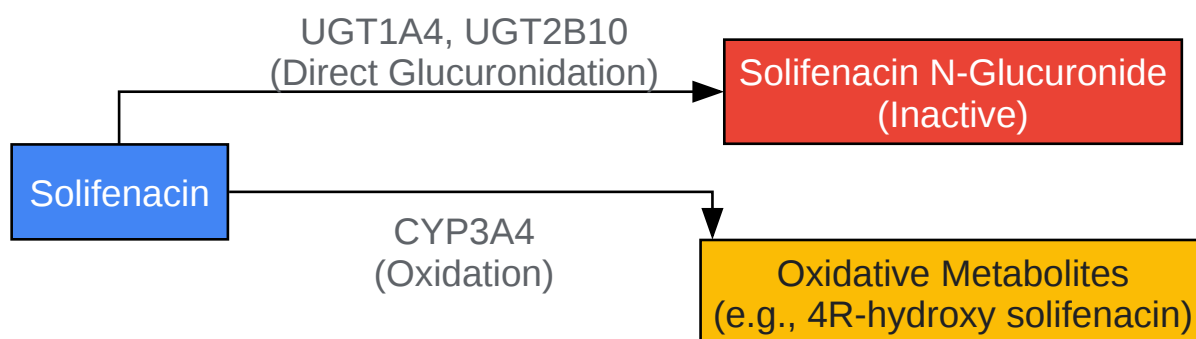 UGT1A4, UGT2B10
(Direct Glucuronidation)
Solifenacin N-Glucuronide
(Inactive)
Solifenacin
CYP3A4
(Oxidation)
Oxidative Metabolites
(e.g., 4R-hydroxy solifenacin)